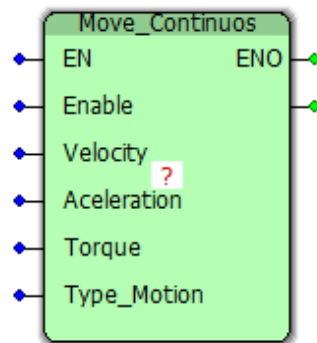 Move_Continuos
EN ENO
Enable
Velocity
?
Aceleration
Torque
Type_Motion